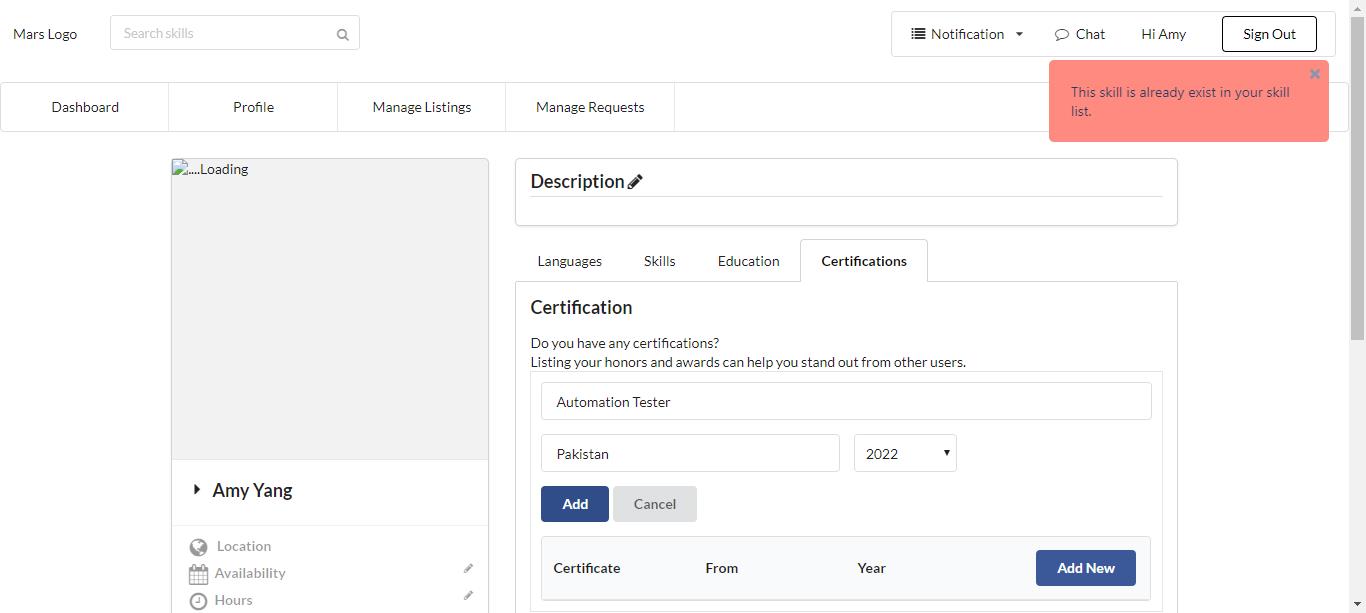 Mars Logo
Search skills
Notification
Chat
Hi Amy
Sign Out
This skill is already exist in your skill
list.
Dashboard
Profile
Manage Listings
Manage Requests
....Loading
Description
Languages
Skills
Education
Certifications
Certification
Do you have any certifications?
Listing your honors and awards can help you stand out from other users.
Automation Tester
Pakistan
2022
Add
Cancel
Certificate
From
Year
Add New
Amy Yang
Location
Availability
Hours